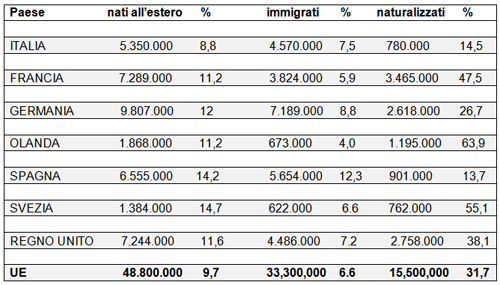 Paese nati all'estero % immigrati % naturalizzati %
ITALIA 5.350.000 8,8 4.570.000 7,5 780.000 14,5
FRANCIA 7.289.000 11,2 3.824.000 5,9 3.465.000 47,5
GERMANIA 9.807.000 12 7.189.000 8,8 2.618.000 26,7
OLANDA 1.868.000 11,2 673.000 4,0 1.195.000 63,9
SPAGNA 6.555.000 14,2 5.654.000 12,3 901.000 13,7
SVEZIA 1.384.000 14,7 622.000 6.6 762.000 55,1
REGNO UNITO 7.244.000 11,6 4.486.000 7.2 2.758.000 38,1
UE 48.800.000 9,7 33,300,000 6.6 15,500,000 31,7